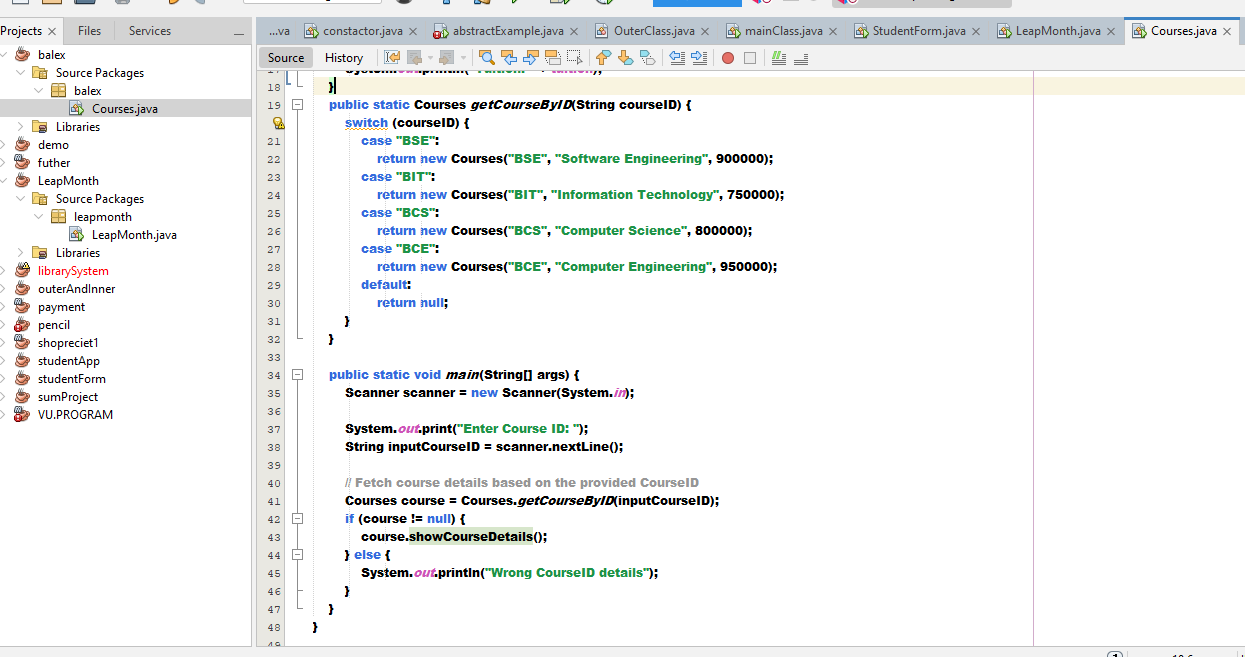 Projects Files Services
balex
Source Packages
balex
Courses.java
Libraries
demo
futher
LeapMonth
Source Packages
leapmonth
LeapMonth.java
Libraries
librarySystem
outerAndInner
payment
pencil
shopreciet1
studentApp
studentForm
sumProject
VU.PROGRAM
...va constactor.java abstractExample.java OuterClass.java mainClass.java StudentForm.java LeapMonth.java Courses.java
Source History
18 }
19 public static Courses getCourseByID(String courseID) {
switch (courseID) {
21 case "BSE":
22 return new Courses("BSE", "Software Engineering", 900000);
23 case "BIT":
24 return new Courses("BIT", "Information Technology", 750000);
25 case "BCS":
26 return new Courses("BCS", "Computer Science", 800000);
27 case "BCE":
28 return new Courses("BCE", "Computer Engineering", 950000);
29 default:
30 return null;
31 }
32 }
33
34 public static void main(String[] args) {
35 Scanner scanner = new Scanner(System.in);
36
37 System.out.print("Enter Course ID: ");
38 String inputCourseID = scanner.nextLine();
39
40 // Fetch course details based on the provided CourseID
41 Courses course = Courses.getCourseByID(inputCourseID);
42 if (course != null) {
43 course.showCourseDetails();
44 } else {
45 System.out.println("Wrong CourseID details");
46 }
47 }
48 }